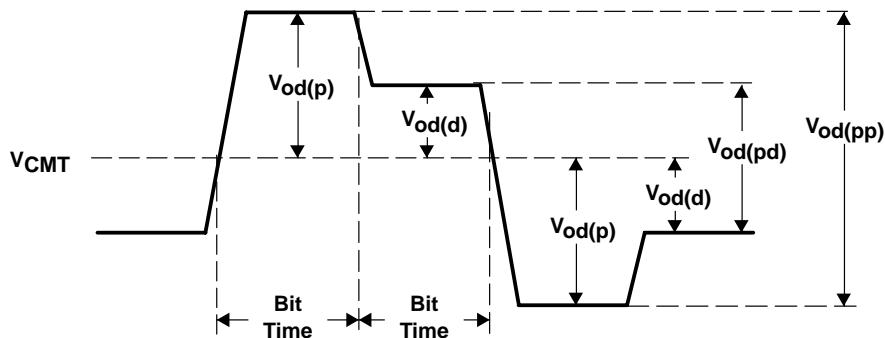 Vod(p)
Vod(d)
VCMT
Vod(pp)
Vod(pd)
Vod(d)
Vod(p)
Bit
Time
Bit
Time